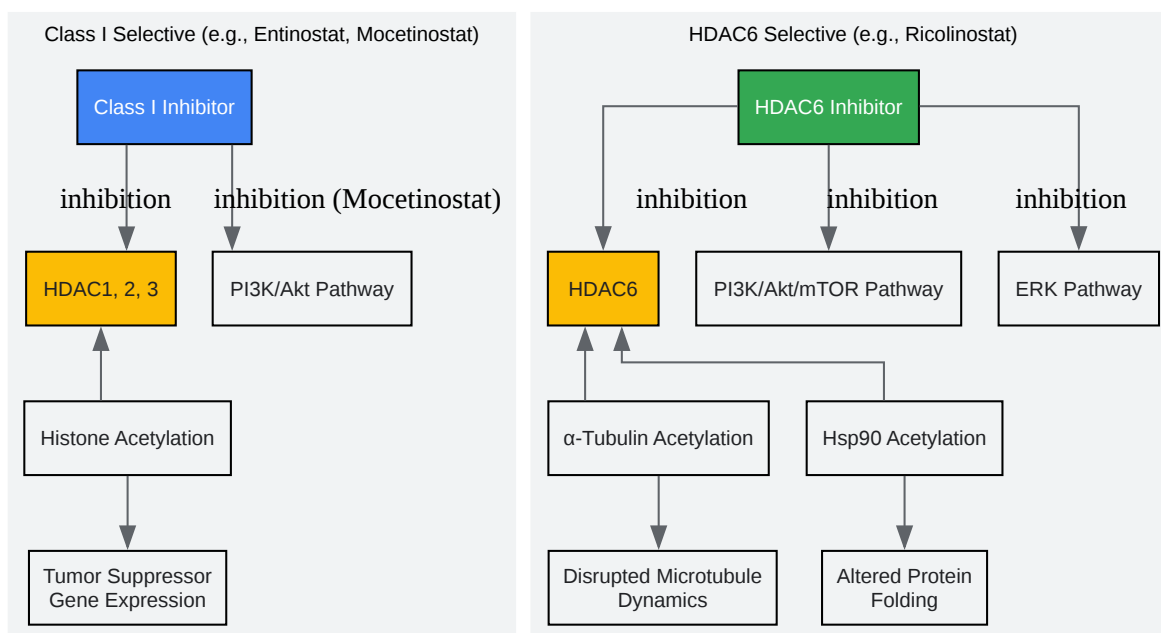 Class I Selective (e.g., Entinostat, Mocetinostat)
Class I Inhibitor
inhibition
inhibition (Mocetinostat)
HDAC1, 2, 3
PI3K/Akt Pathway
Histone Acetylation
Tumor Suppressor
Gene Expression
HDAC6 Selective (e.g., Ricolinostat)
HDAC6 Inhibitor
inhibition
inhibition
inhibition
HDAC6
PI3K/Akt/mTOR Pathway
ERK Pathway
α-Tubulin Acetylation
Hsp90 Acetylation
Disrupted Microtubule
Dynamics
Altered Protein
Folding